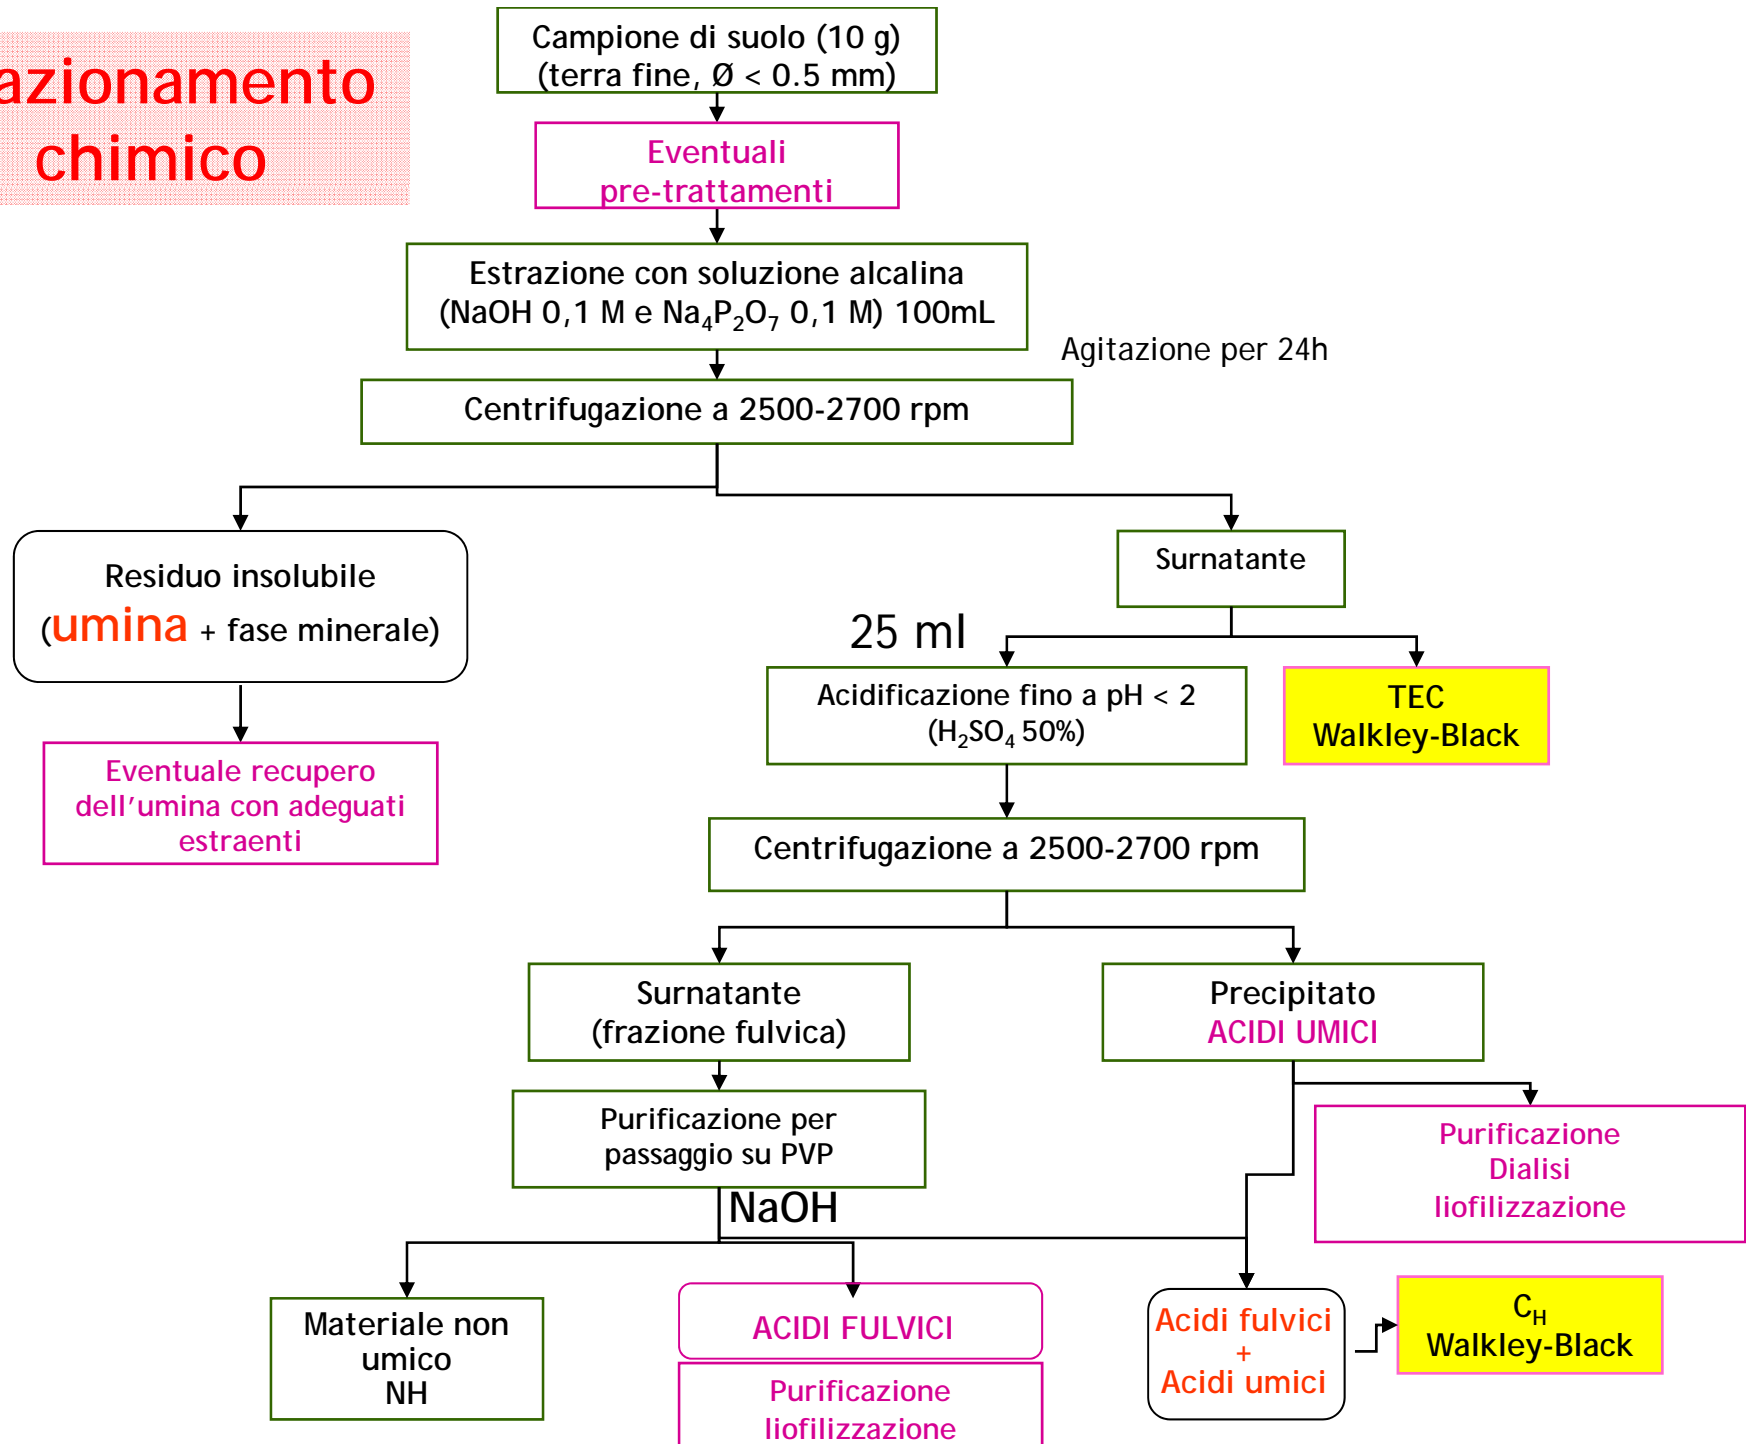 azionamento
chimico
Campione di suolo (10 g)
(terra fine, Ø < 0.5 mm)
Eventuali
pre-trattamenti
Estrazione con soluzione alcalina
(NaOH 0,1 M e Na₄P₂O₇ 0,1 M) 100mL
Agitazione per 24h
Centrifugazione a 2500-2700 rpm
Residuo insolubile
(umina + fase minerale)
Surnatante
25 ml
Acidificazione fino a pH < 2
(H₂SO₄ 50%)
TEC
Walkley-Black
Eventuale recupero
dell’umina con adeguati
estraenti
Centrifugazione a 2500-2700 rpm
Surnatante
(frazione fulvica)
Precipitato
ACIDI UMICI
Purificazione per
passaggio su PVP
Purificazione
Dialisi
liofilizzazione
NaOH
Materiale non
umico
NH
ACIDI FULVICI
Purificazione
liofilizzazione
Acidi fulvici
+
Acidi umici
C_H
Walkley-Black